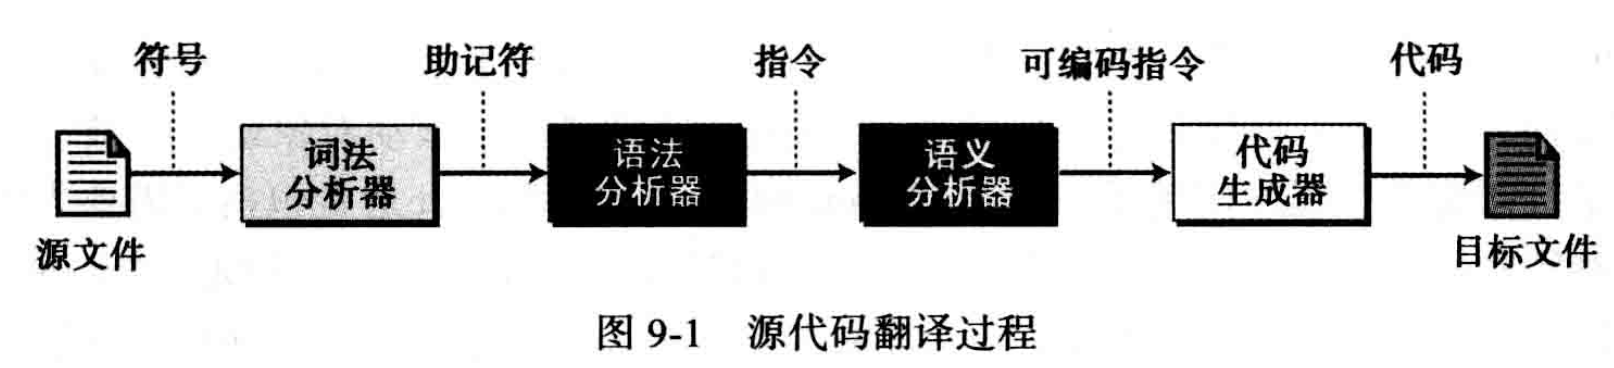 符号 助记符 指令 可编码指令 代码
词法 语法 语义 代码
分析器 分析器 分析器 生成器
源文件 目标文件
图 9-1 源代码翻译过程